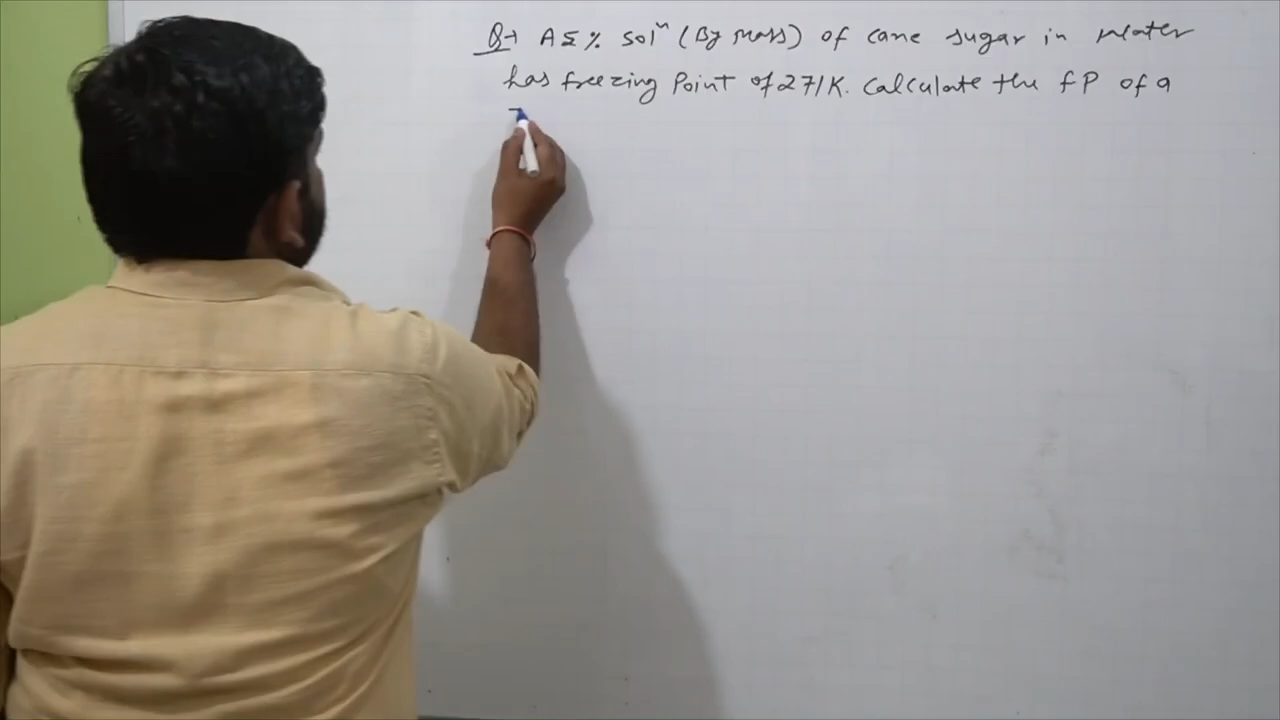 Q→ A 5% solⁿ (By Mass) of cane sugar in water
has freezing Point of 271K. Calculate the fP of a